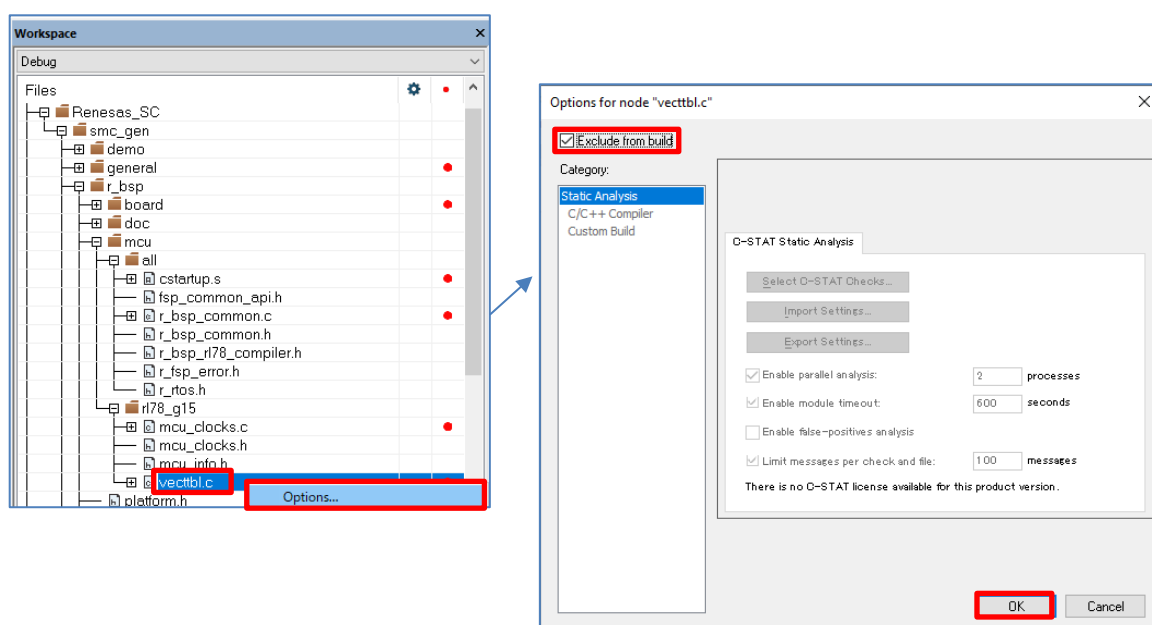 Workspace
Debug
Files
Renesas_SC
smc_gen
demo
general
r_bsp
board
doc
mcu
all
cstartup.s
fsp_common_api.h
r_bsp_common.c
r_bsp_common.h
r_bsp_rl78_compiler.h
r_fsp_error.h
r_rtos.h
rl78_g15
mcu_clocks.c
mcu_clocks.h
mcu_info.h
vecttbl.c
Options...
platform.h
Options for node "vecttbl.c"
Exclude from build
Category:
Static Analysis
C/C++ Compiler
Custom Build
C-STAT Static Analysis
Select C-STAT Checks...
Import Settings...
Export Settings...
Enable parallel analysis: 2 processes
Enable module timeout: 600 seconds
Enable false-positives analysis
Limit messages per check and file: 100 messages
There is no C-STAT license available for this product version.
OK Cancel